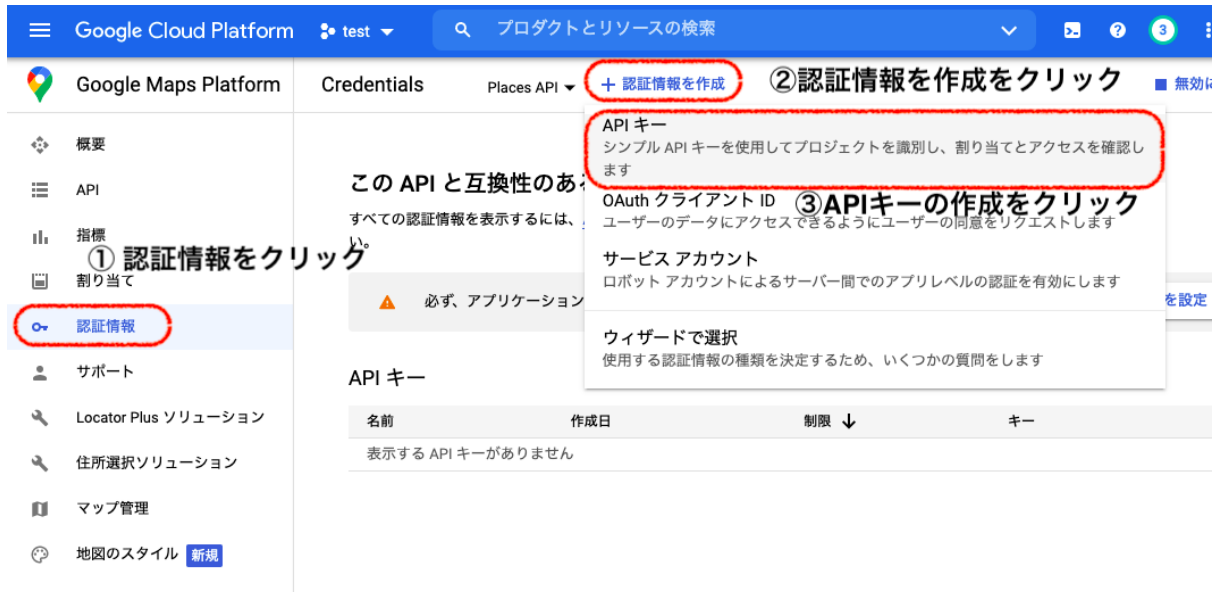 Google Cloud Platform
test
プロダクトとリソースの検索
3
Google Maps Platform
Credentials
Places API
+ 認証情報を作成
②認証情報を作成をクリック
無効に
概要
API
指標
割り当て
認証情報
サポート
Locator Plus ソリューション
住所選択ソリューション
マップ管理
地図のスタイル 新規
① 認証情報をクリック
API キー
シンプル API キーを使用してプロジェクトを識別し、割り当てとアクセスを確認し
ます
OAuth クライアント ID
③APIキーの作成をクリック
ユーザーのデータにアクセスできるようにユーザーの同意をリクエストします
サービス アカウント
ロボット アカウントによるサーバー間でのアプリレベルの認証を有効にします
ウィザードで選択
使用する認証情報の種類を決定するため、いくつかの質問をします
この API と互換性のあ
すべての認証情報を表示するには、
い。
必ず、アプリケーション
を設定
API キー
名前 作成日 制限 キー
表示する API キーがありません